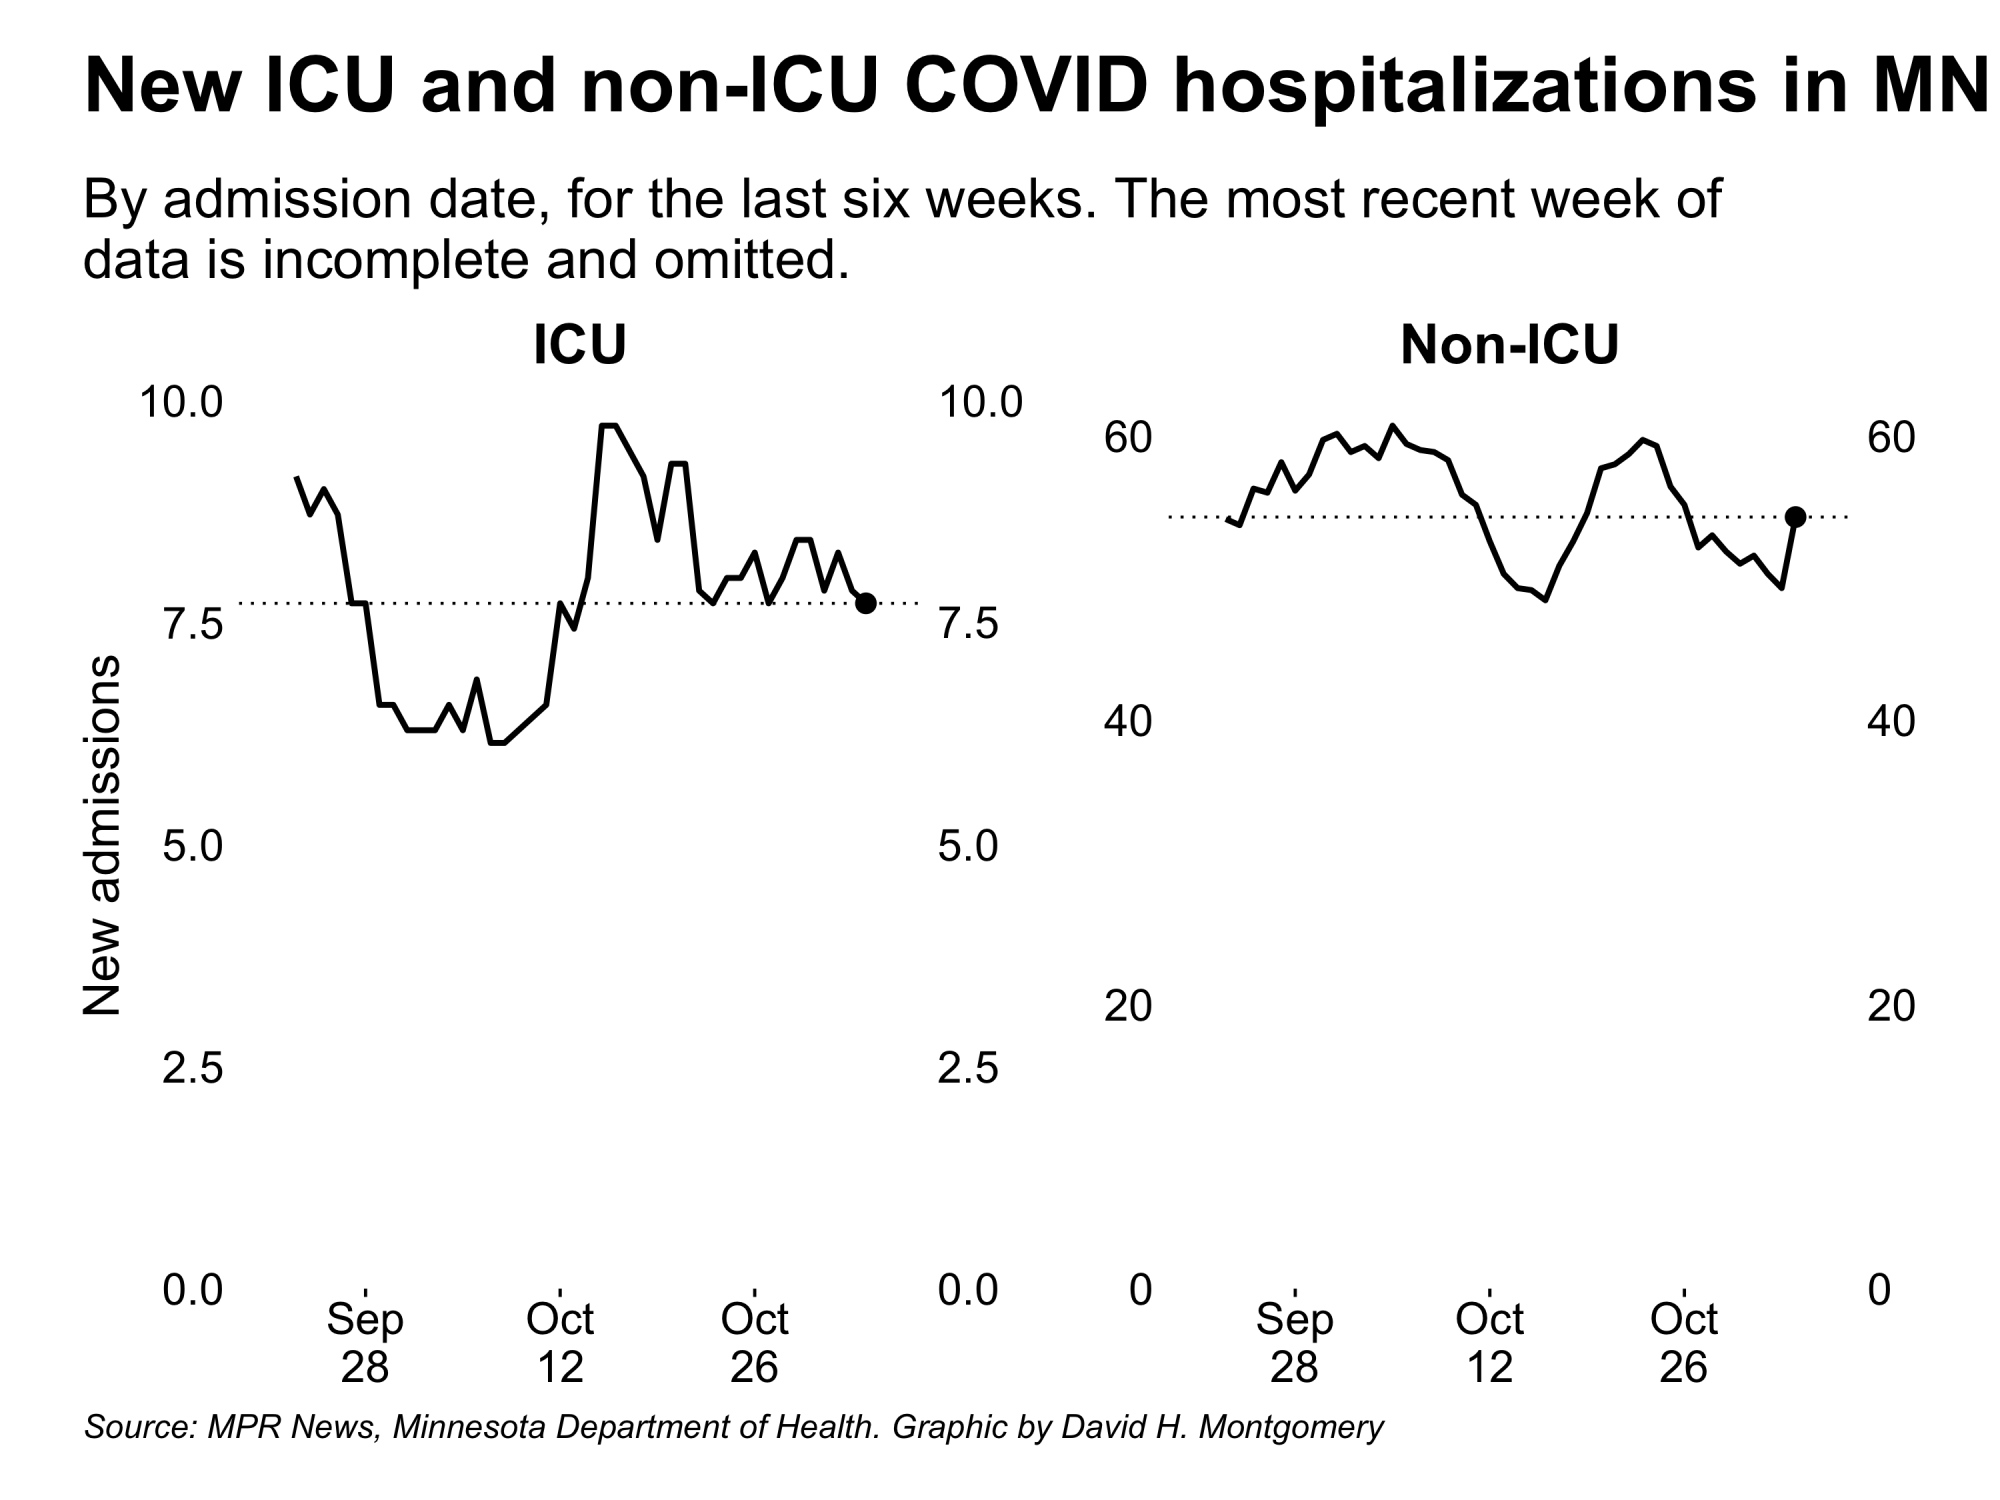 New ICU and non-ICU COVID hospitalizations in MN
By admission date, for the last six weeks. The most recent week of
data is incomplete and omitted.
ICU
Non-ICU
New admissions
10.0
7.5
5.0
2.5
0.0
10.0
7.5
5.0
2.5
0.0
Sep
28
Oct
12
Oct
26
60
40
20
0
60
40
20
0
Sep
28
Oct
12
Oct
26
Source: MPR News, Minnesota Department of Health. Graphic by David H. Montgomery